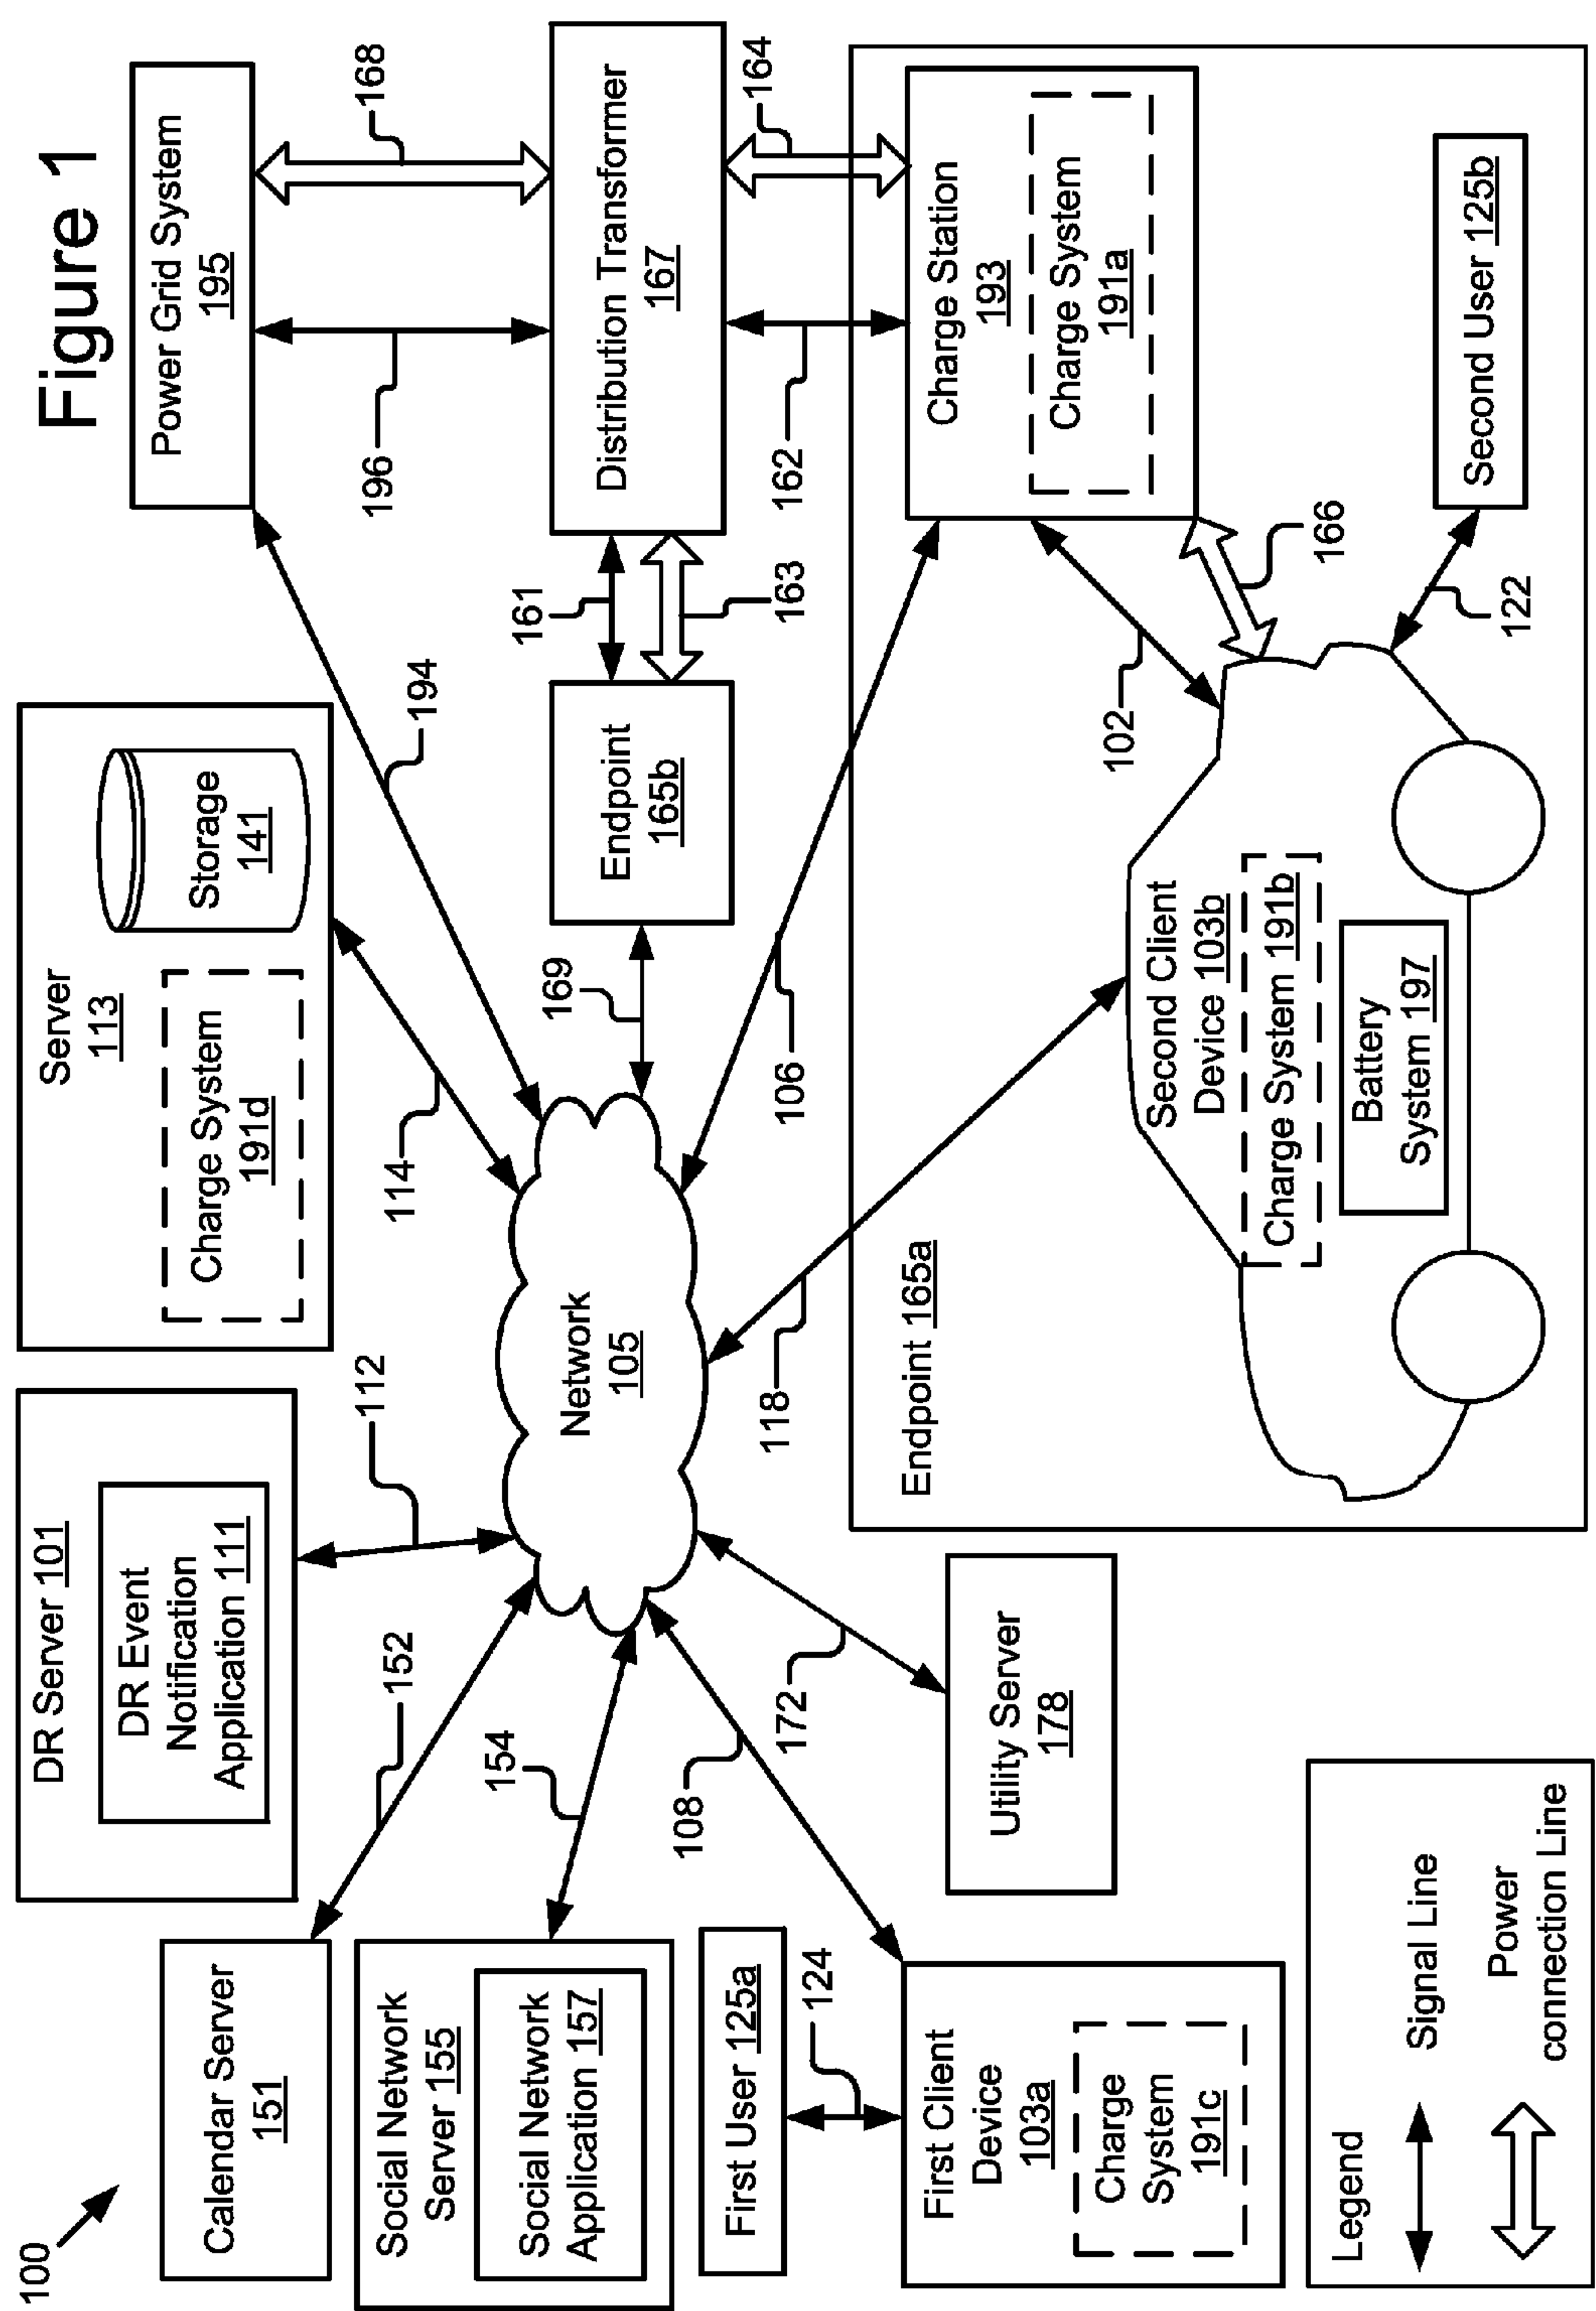 Figure 1
100
Calendar Server
151
152
DR Server 101
DR Event
Notification
Application 111
112
Server
113
Charge System
191d
Storage
141
114
194
Power Grid System
195
196
168
Social Network
Server 155
Social Network
Application 157
154
Network
105
169
Endpoint
165b
161
163
Distribution Transformer
167
162
164
First User 125a
124
108
First Client
Device
103a
Charge
System
191c
172
Utility Server
178
118
106
Endpoint 165a
Charge Station
193
Charge System
191a
102
166
Second Client
Device 103b
Charge System 191b
Battery
System 197
122
Second User 125b
Legend
Signal Line
Power
connection Line